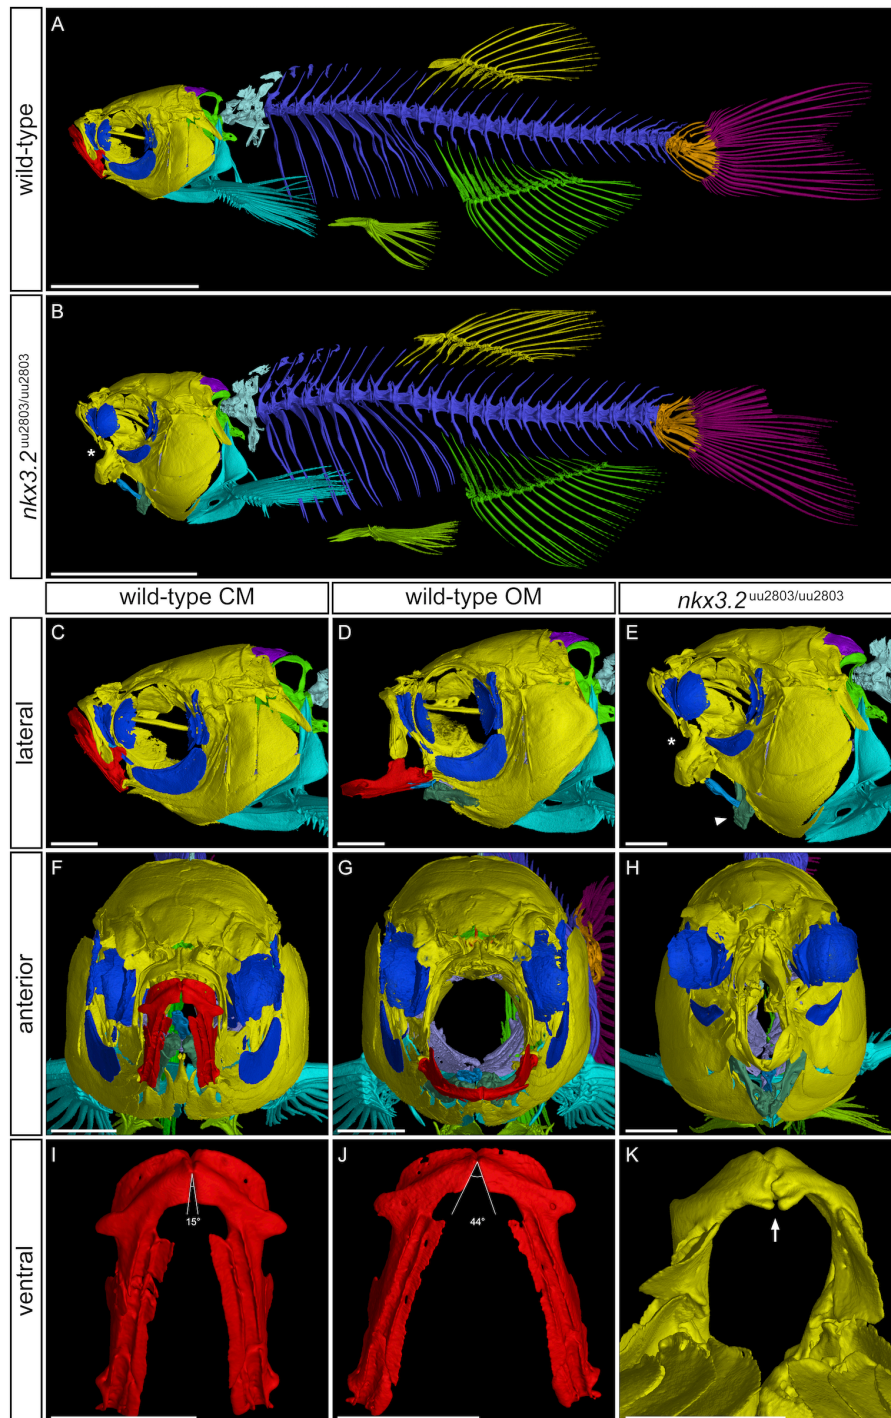 wild-type
A
nkx3.2uu2803/uu2803
B
*
wild-type CM
wild-type OM
nkx3.2uu2803/uu2803
lateral
C
D
E
*
anterior
F
G
H
ventral
I
15°
J
44°
K